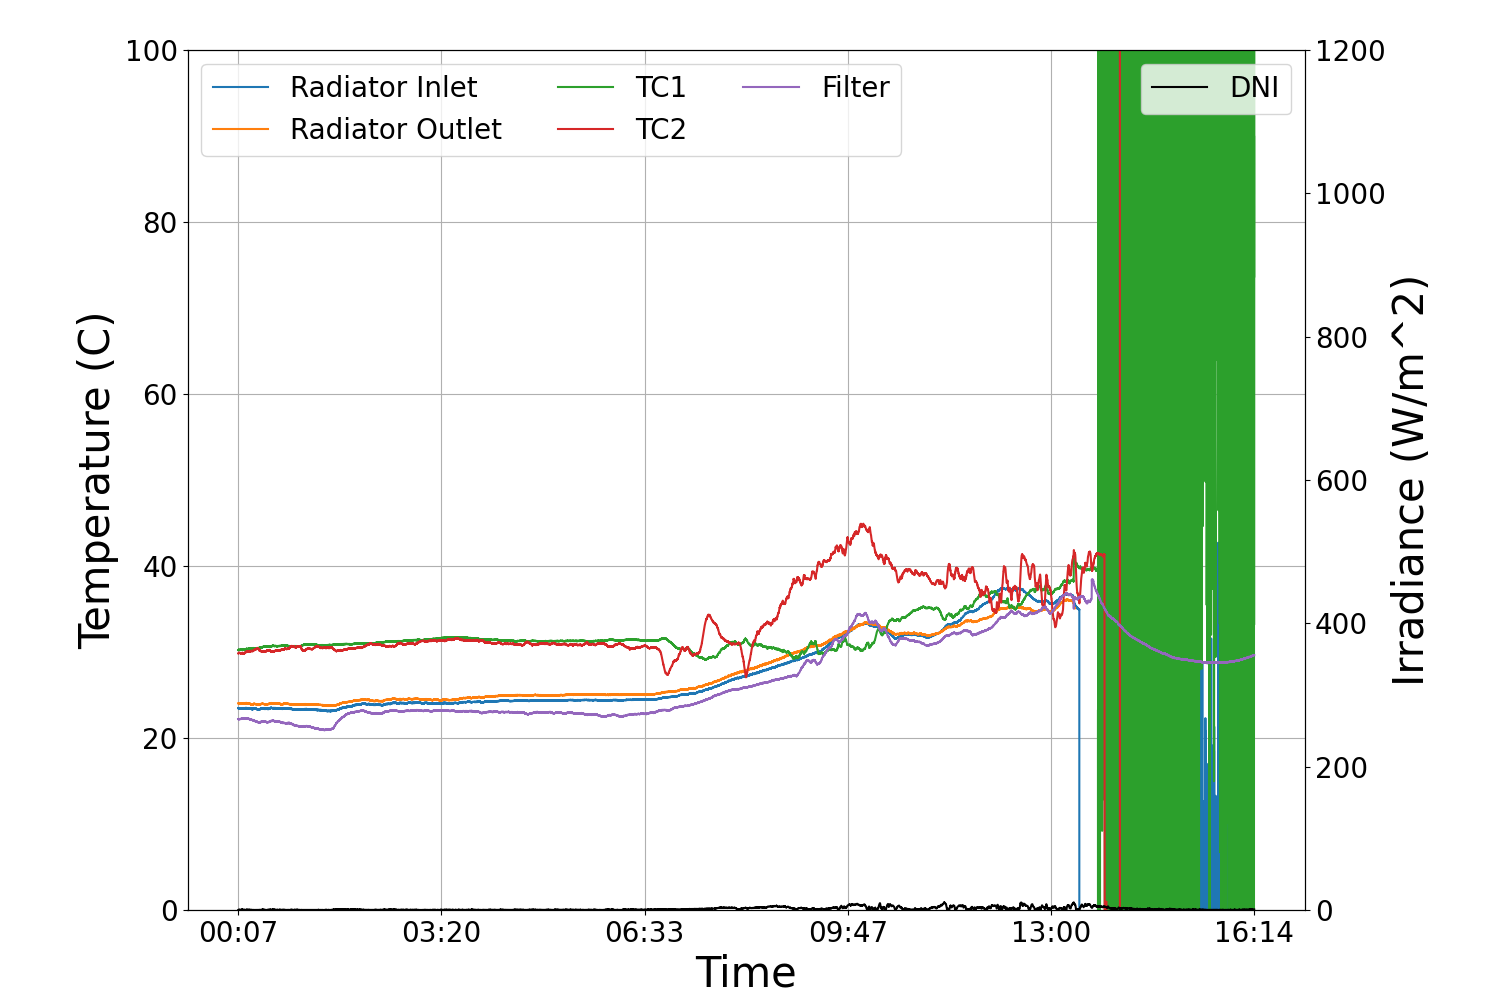 100
80
60
40
20
0
Temperature (C)
Radiator Inlet
Radiator Outlet
TC1
TC2
Filter
DNI
1200
1000
800
600
400
200
0
Irradiance (W/m^2)
00:07 03:20 06:33 09:47 13:00 16:14
Time